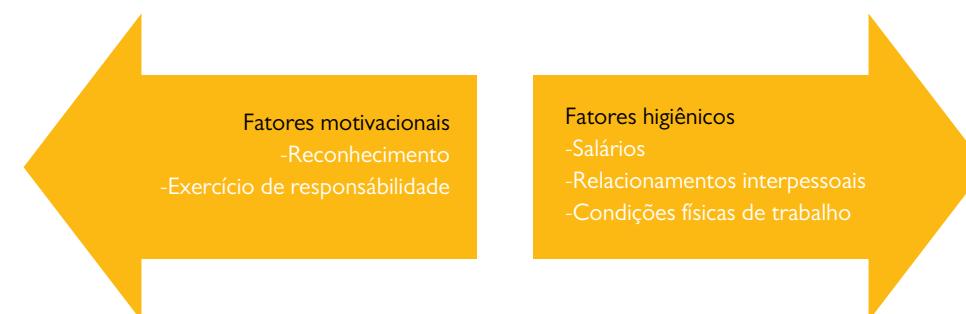 Fatores motivacionais
-Reconhecimento
-Exercício de responsábilidade
Fatores higiênicos
-Salários
-Relacionamentos interpessoais
-Condições físicas de trabalho